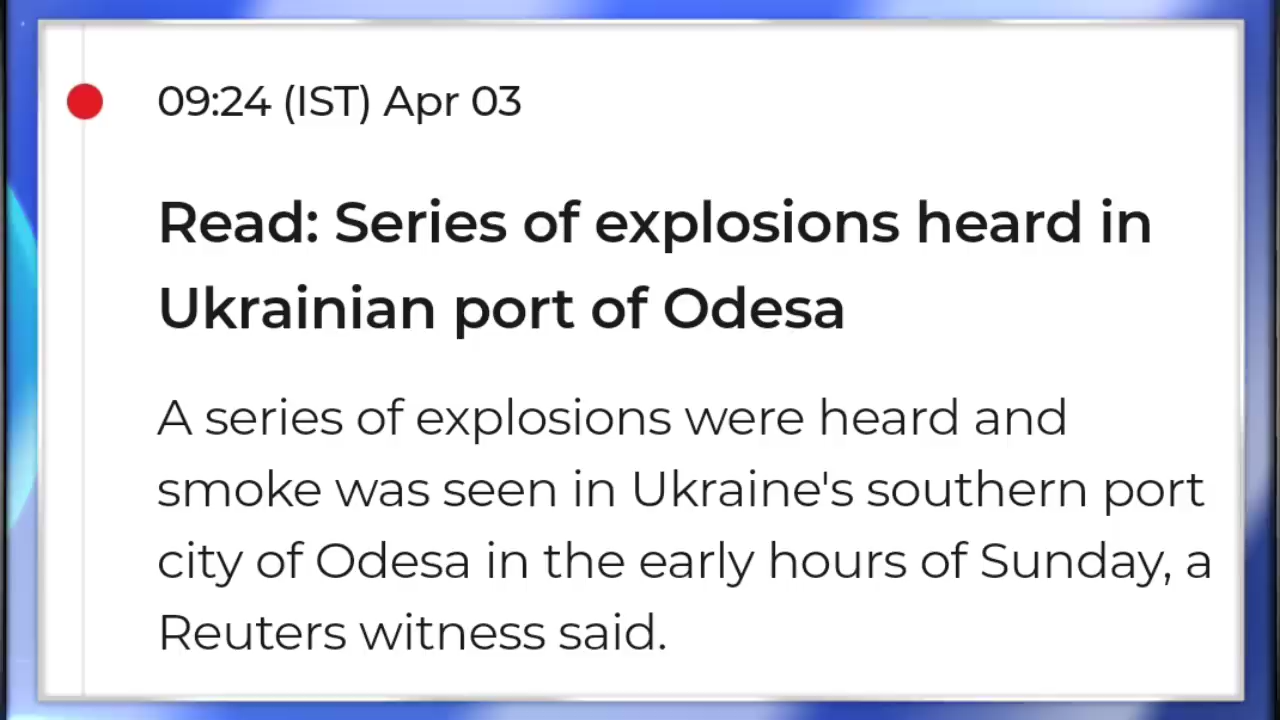 09:24 (IST) Apr 03
Read: Series of explosions heard in
Ukrainian port of Odesa
A series of explosions were heard and
smoke was seen in Ukraine's southern port
city of Odesa in the early hours of Sunday, a
Reuters witness said.